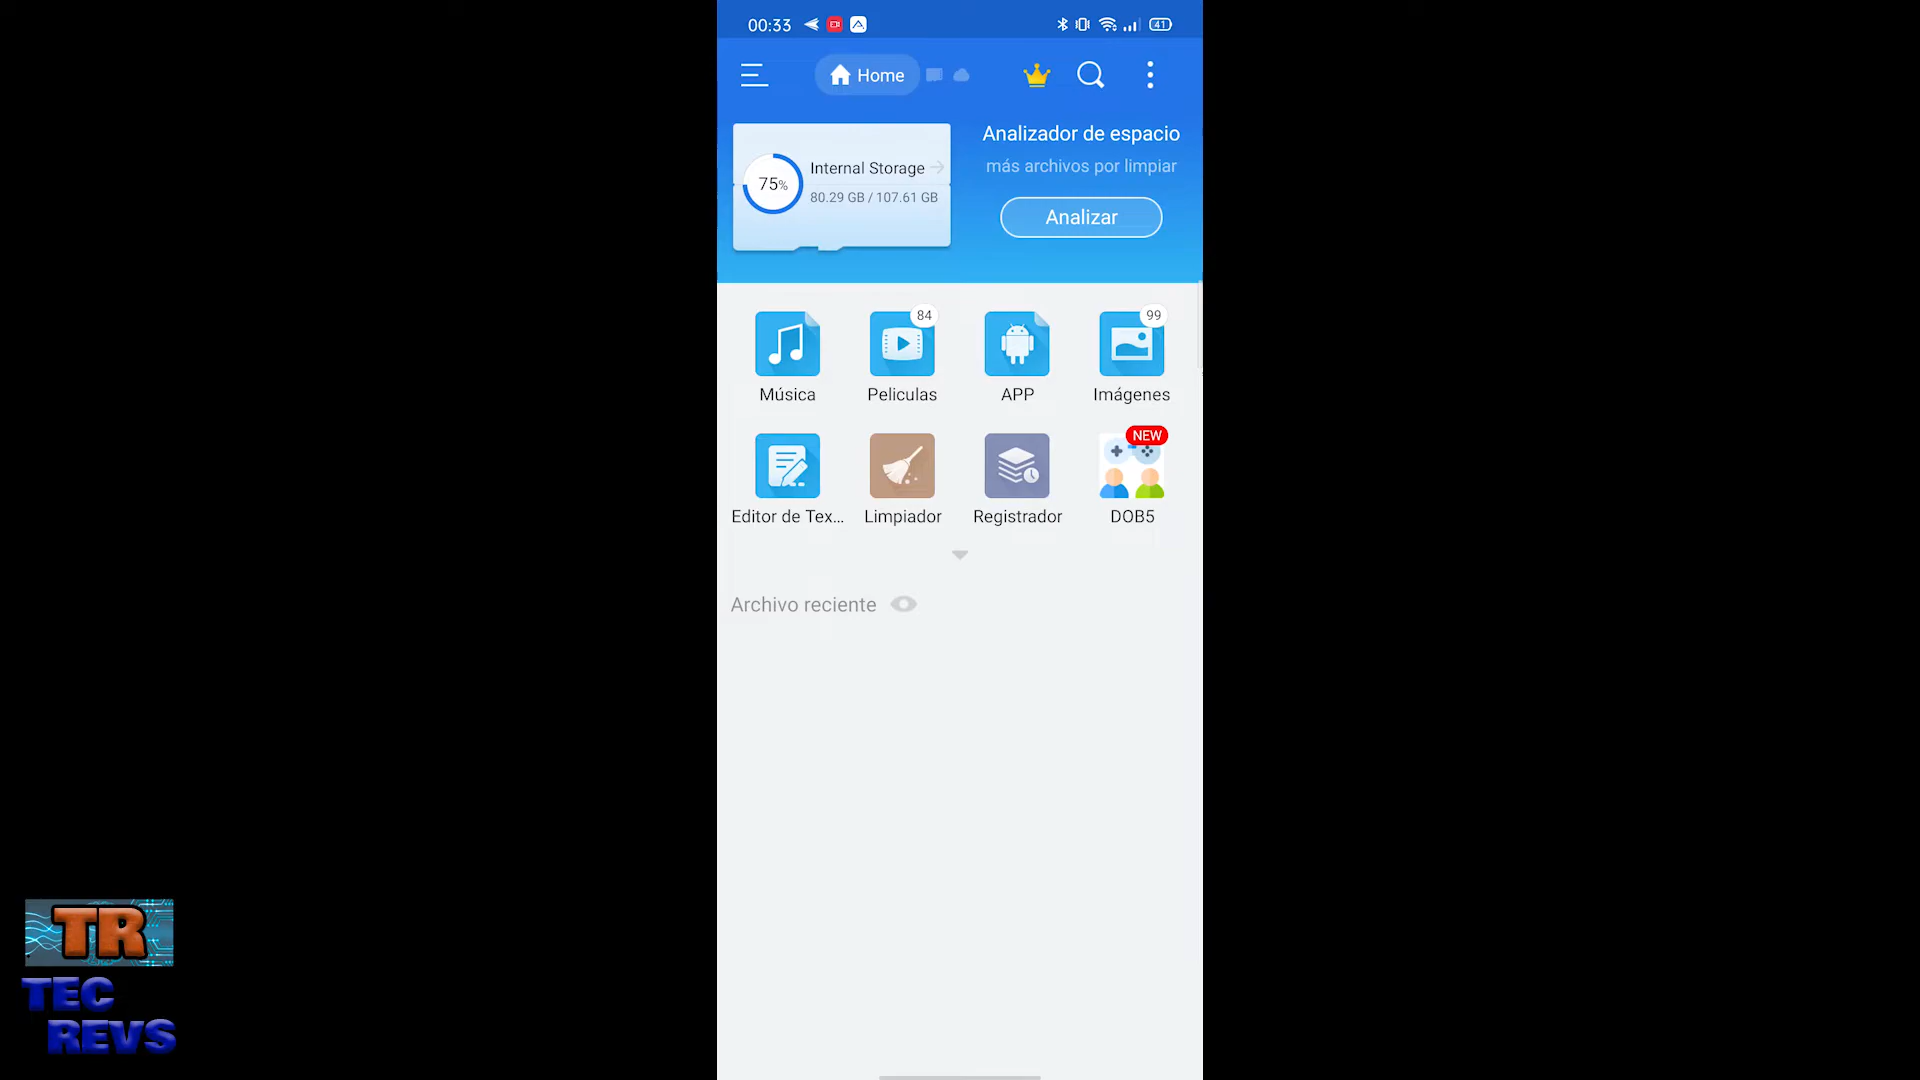 00:33
41
Home
Analizador de espacio
más archivos por limpiar
Analizar
75%
Internal Storage
80.29 GB / 107.61 GB
84
99
Música
Peliculas
APP
Imágenes
NEW
Editor de Tex...
Limpiador
Registrador
DOB5
Archivo reciente
TR
TEC
REVS